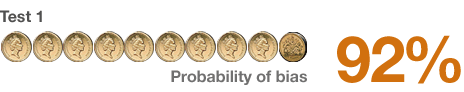 Test 1
Probability of bias
92%